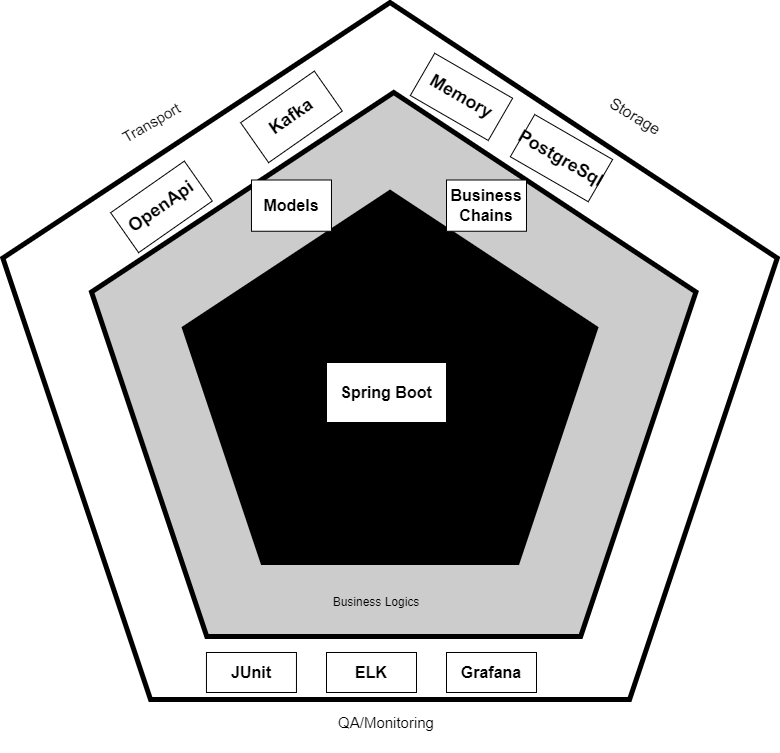 Transport
Storage
Kafka
Memory
OpenApi
PostgreSql
Models
Business
Chains
Spring Boot
Business Logics
JUnit
ELK
Grafana
QA/Monitoring